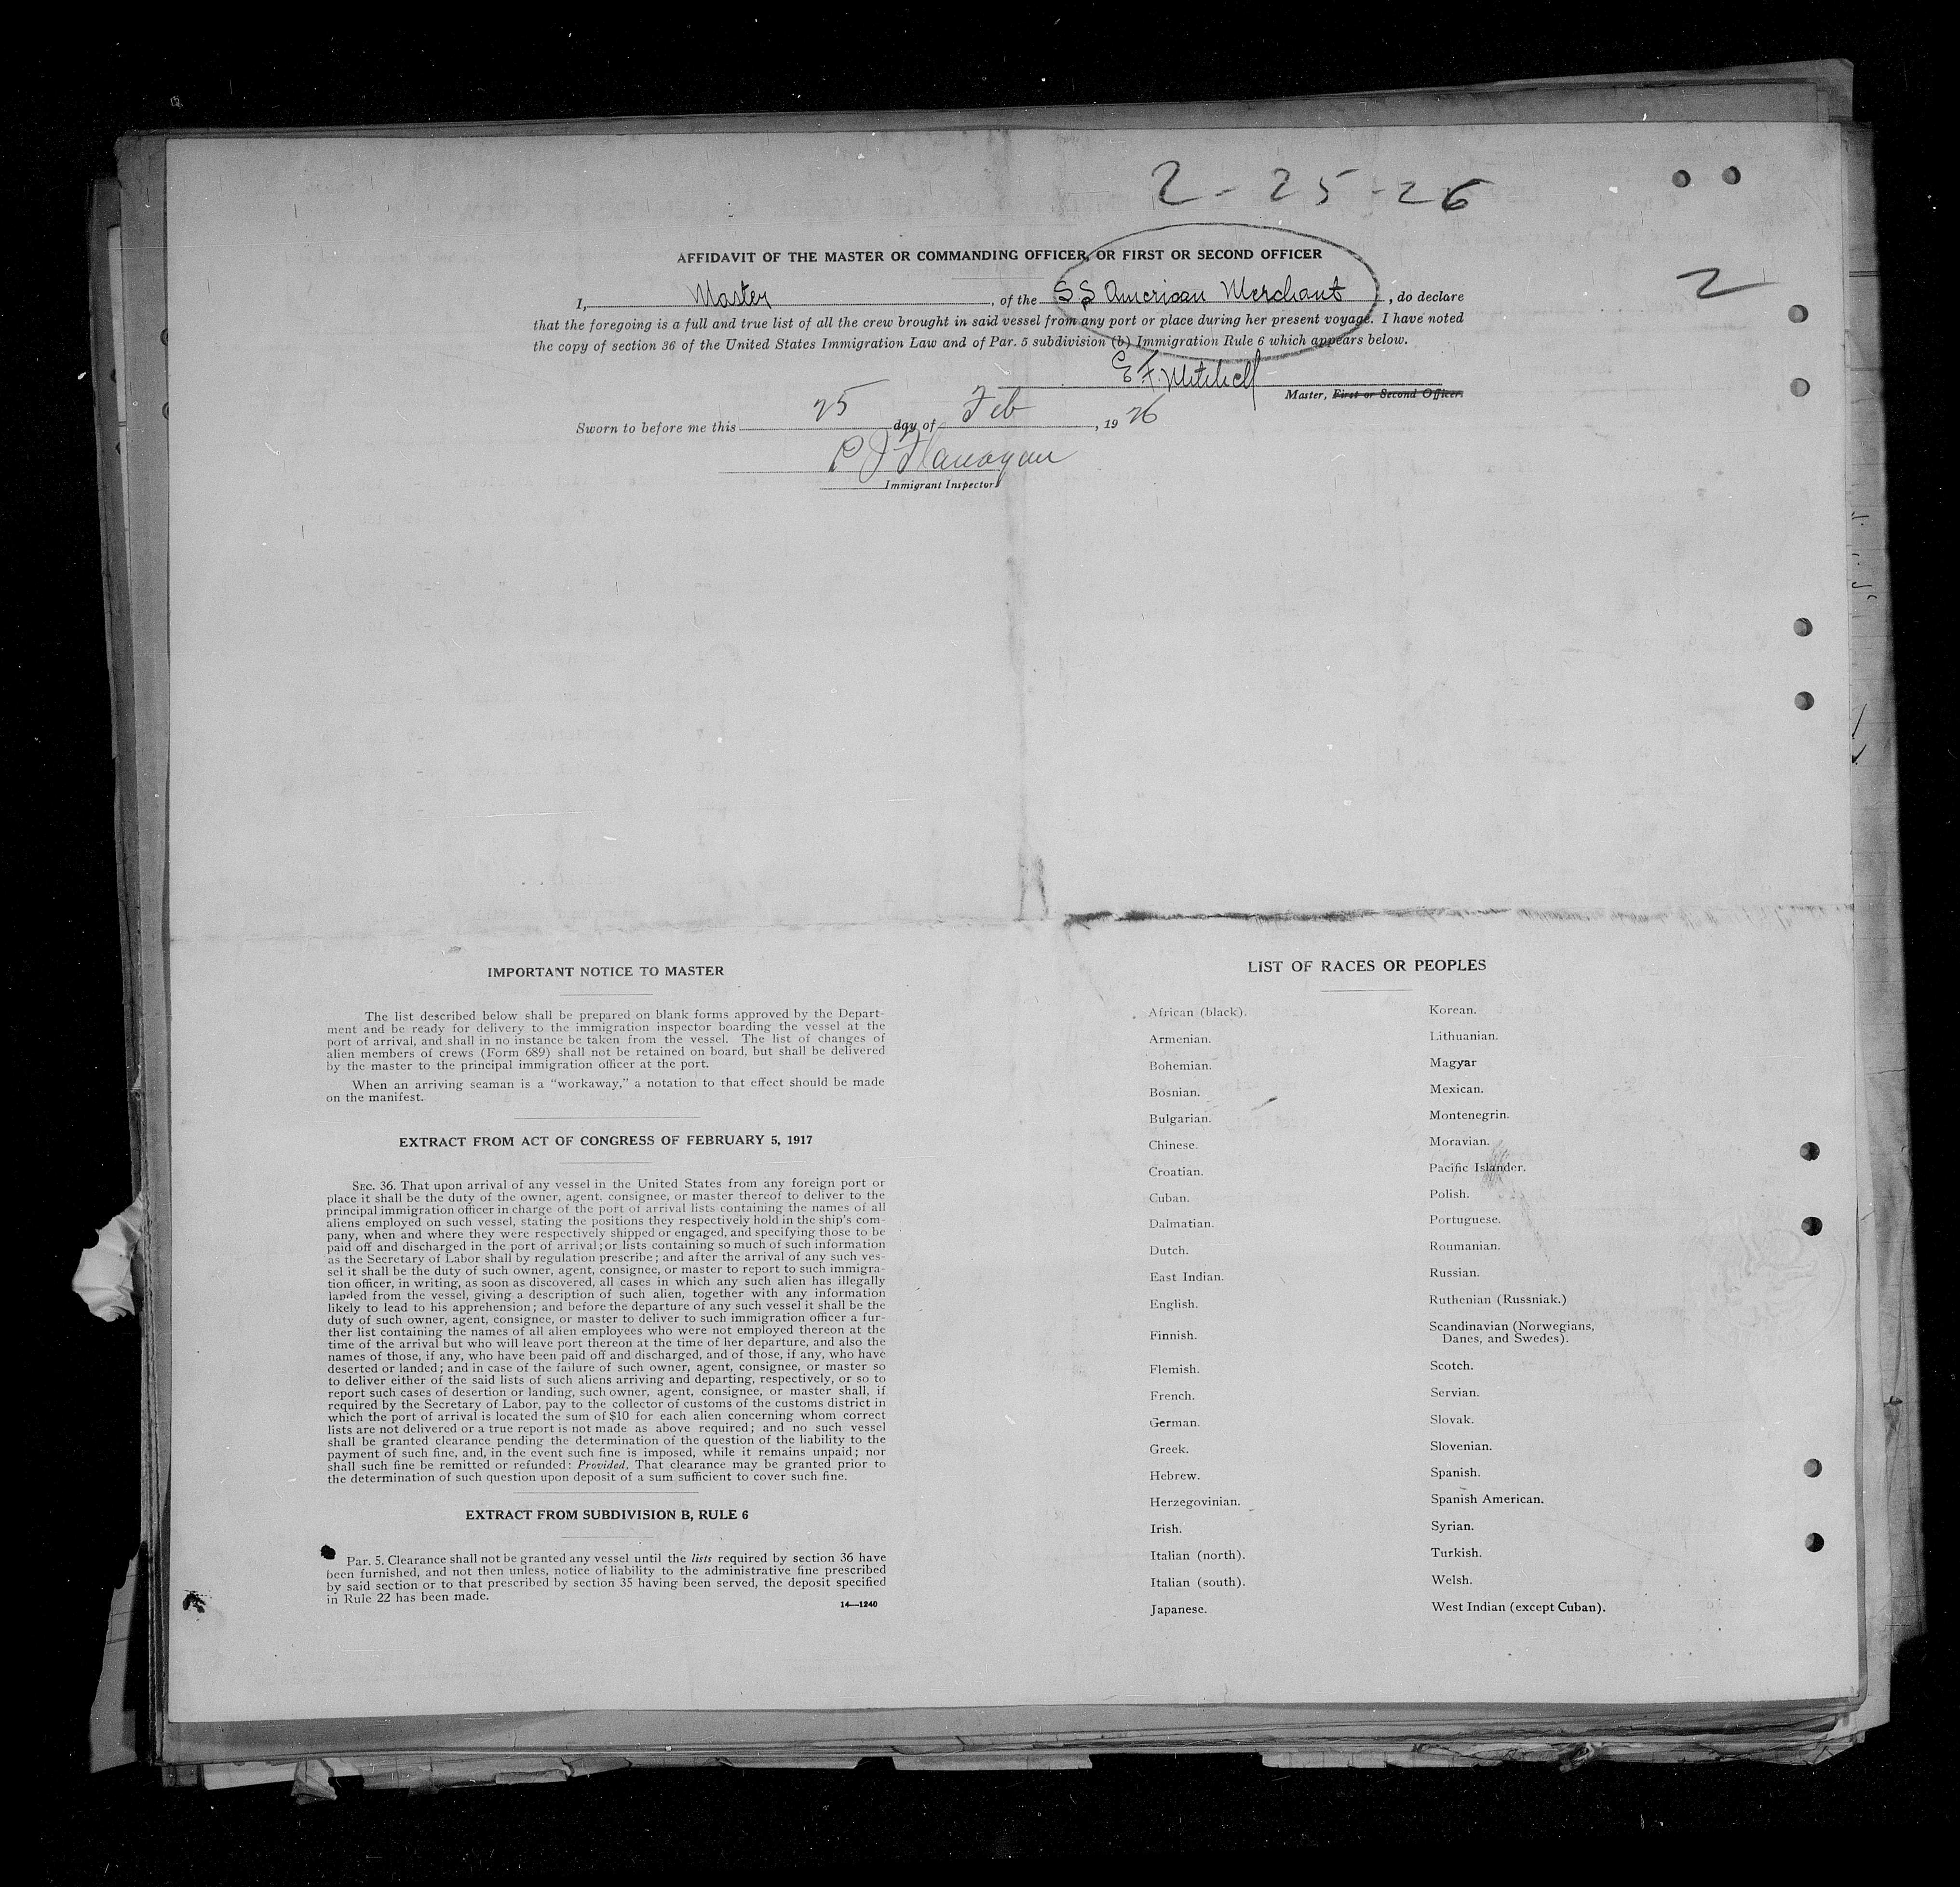 2-25-26
2
AFFIDAVIT OF THE MASTER OR COMMANDING OFFICER, OR FIRST OR SECOND OFFICER
I, Master, of the SS American Merchant, do declare
that the foregoing is a full and true list of all the crew brought in said vessel from any port or place during her present voyage. I have noted
the copy of section 36 of the United States Immigration Law and of Par. 5 subdivision (b) Immigration Rule 6 which appears below.
E F. Mitchell
Master, First or Second Officer.
Sworn to before me this 25 day of Feb, 1926
P J Flanagan
Immigrant Inspector
IMPORTANT NOTICE TO MASTER
The list described below shall be prepared on blank forms approved by the Depart-
ment and be ready for delivery to the immigration inspector boarding the vessel at the
port of arrival, and shall in no instance be taken from the vessel. The list of changes of
alien members of crews (Form 689) shall not be retained on board, but shall be delivered
by the master to the principal immigration officer at the port.
When an arriving seaman is a "workaway," a notation to that effect should be made
on the manifest.
EXTRACT FROM ACT OF CONGRESS OF FEBRUARY 5, 1917
SEC. 36. That upon arrival of any vessel in the United States from any foreign port or
place it shall be the duty of the owner, agent, consignee, or master thereof to deliver to the
principal immigration officer in charge of the port of arrival lists containing the names of all
aliens employed on such vessel, stating the positions they respectively hold in the ship's com-
pany, when and where they were respectively shipped or engaged, and specifying those to be
paid off and discharged in the port of arrival; or lists containing so much of such information
as the Secretary of Labor shall by regulation prescribe; and after the arrival of any such ves-
sel it shall be the duty of such owner, agent, consignee, or master to report to such immigra-
tion officer, in writing, as soon as discovered, all cases in which any such alien has illegally
landed from the vessel, giving a description of such alien, together with any information
likely to lead to his apprehension; and before the departure of any such vessel it shall be the
duty of such owner, agent, consignee, or master to deliver to such immigration officer a fur-
ther list containing the names of all alien employees who were not employed thereon at the
time of the arrival but who will leave port thereon at the time of her departure, and also the
names of those, if any, who have been paid off and discharged, and of those, if any, who have
deserted or landed; and in case of the failure of such owner, agent, consignee, or master so
to deliver either of the said lists of such aliens arriving and departing, respectively, or so to
report such cases of desertion or landing, such owner, agent, consignee, or master shall, if
required by the Secretary of Labor, pay to the collector of customs of the customs district in
which the port of arrival is located the sum of $10 for each alien concerning whom correct
lists are not delivered or a true report is not made as above required; and no such vessel
shall be granted clearance pending the determination of the question of the liability to the
payment of such fine, and, in the event such fine is imposed, while it remains unpaid; nor
shall such fine be remitted or refunded: Provided, That clearance may be granted prior to
the determination of such question upon deposit of a sum sufficient to cover such fine.
EXTRACT FROM SUBDIVISION B, RULE 6
Par. 5. Clearance shall not be granted any vessel until the lists required by section 36 have
been furnished, and not then unless, notice of liability to the administrative fine prescribed
by said section or to that prescribed by section 35 having been served, the deposit specified
in Rule 22 has been made.
14—1240
LIST OF RACES OR PEOPLES
African (black).
Armenian.
Bohemian.
Bosnian.
Bulgarian.
Chinese.
Croatian.
Cuban.
Dalmatian.
Dutch.
East Indian.
English.
Finnish.
Flemish.
French.
German.
Greek.
Hebrew.
Herzegovinian.
Irish.
Italian (north).
Italian (south).
Japanese.
Korean.
Lithuanian.
Magyar
Mexican.
Montenegrin.
Moravian.
Pacific Islander.
Polish.
Portuguese.
Roumanian.
Russian.
Ruthenian (Russniak.)
Scandinavian (Norwegians,
Danes, and Swedes).
Scotch.
Servian.
Slovak.
Slovenian.
Spanish.
Spanish American.
Syrian.
Turkish.
Welsh.
West Indian (except Cuban).